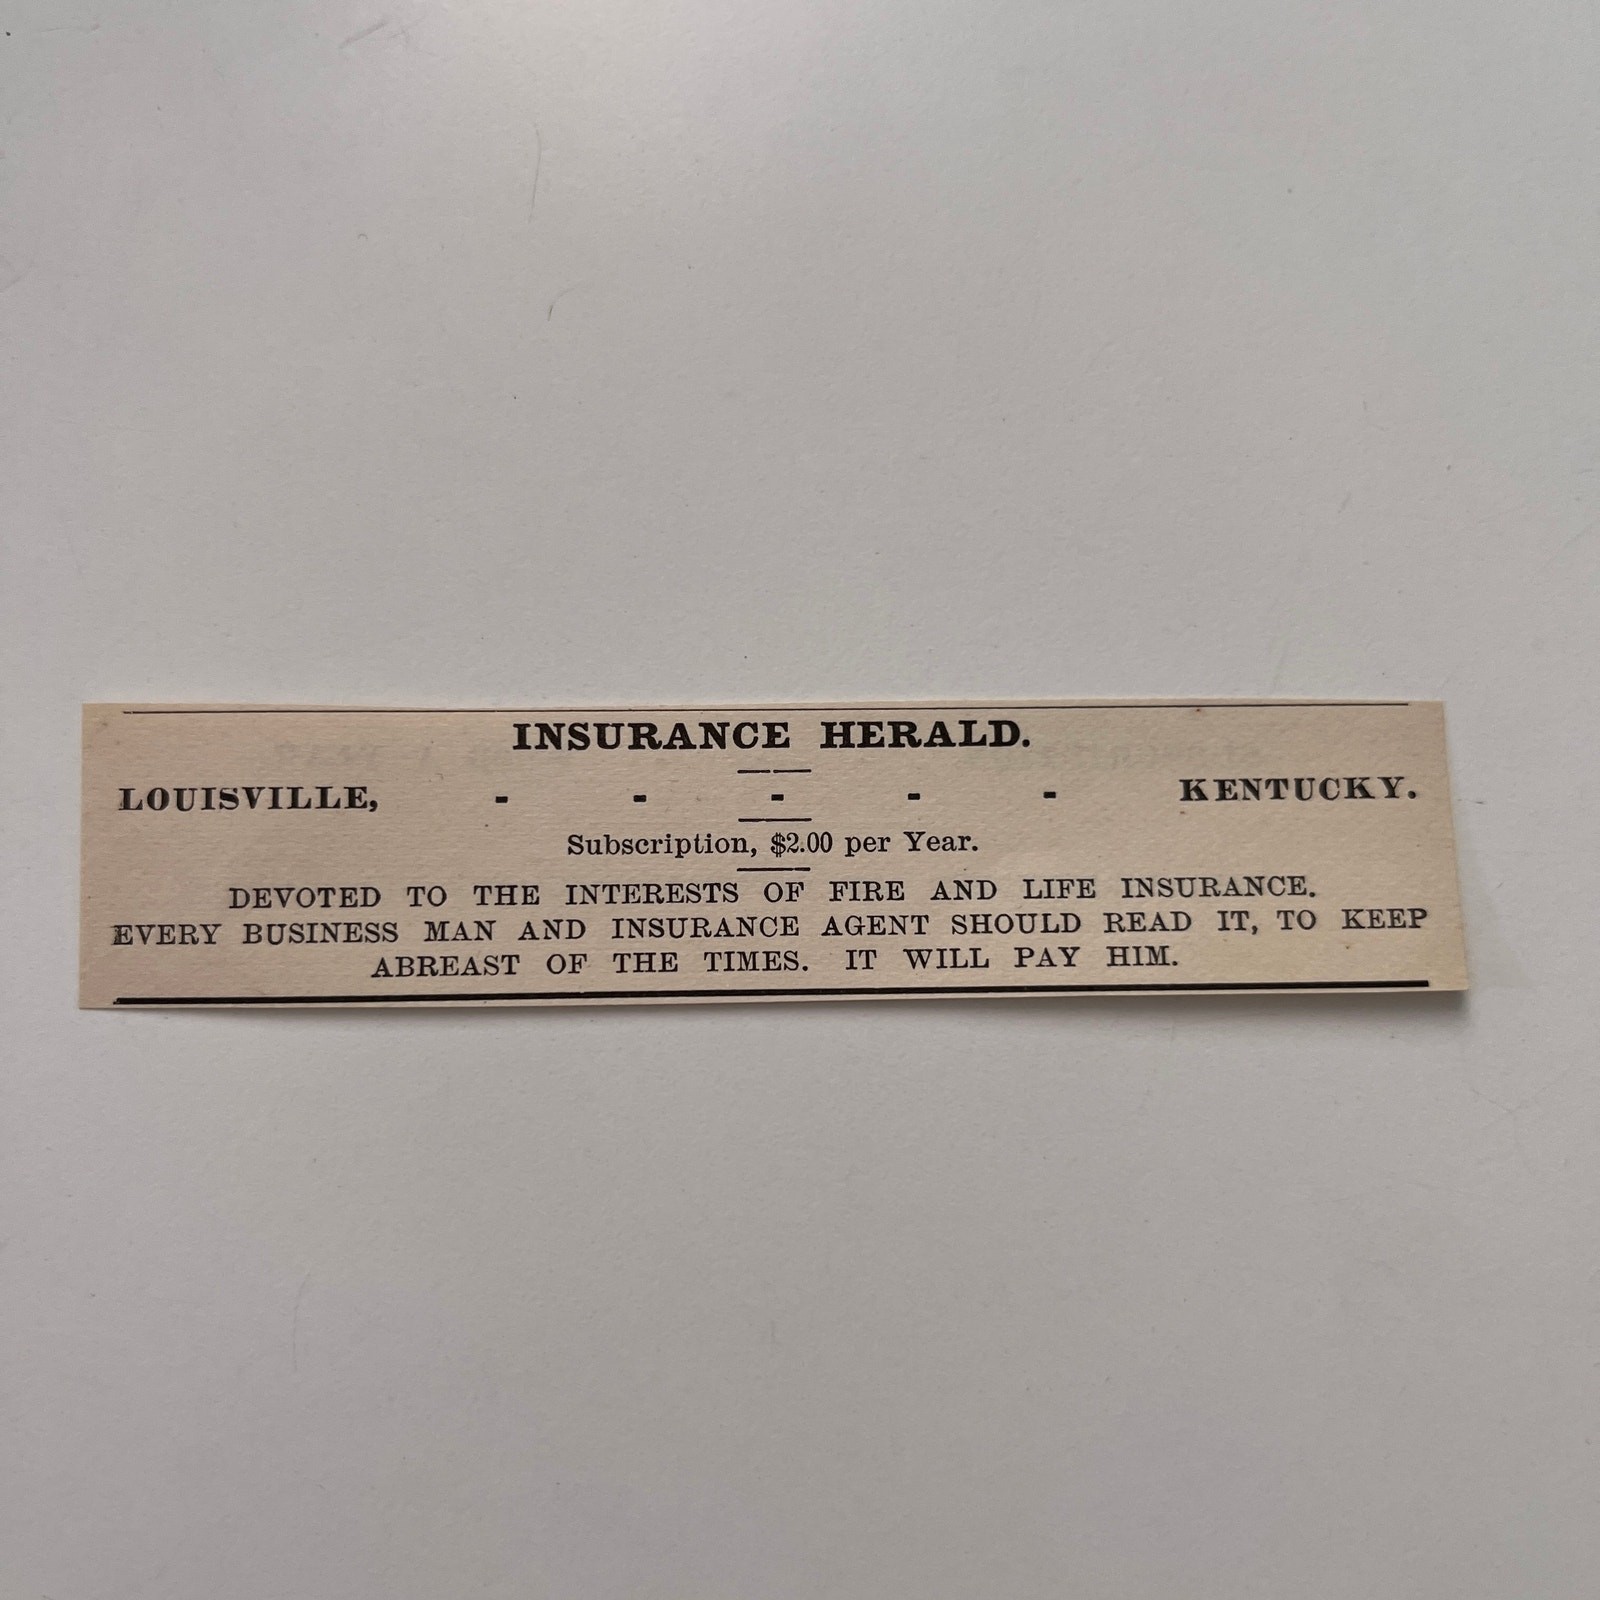 INSURANCE HERALD.
LOUISVILLE, - - - - - KENTUCKY.
Subscription, $2.00 per Year.
DEVOTED TO THE INTERESTS OF FIRE AND LIFE INSURANCE.
EVERY BUSINESS MAN AND INSURANCE AGENT SHOULD READ IT, TO KEEP
ABREAST OF THE TIMES. IT WILL PAY HIM.